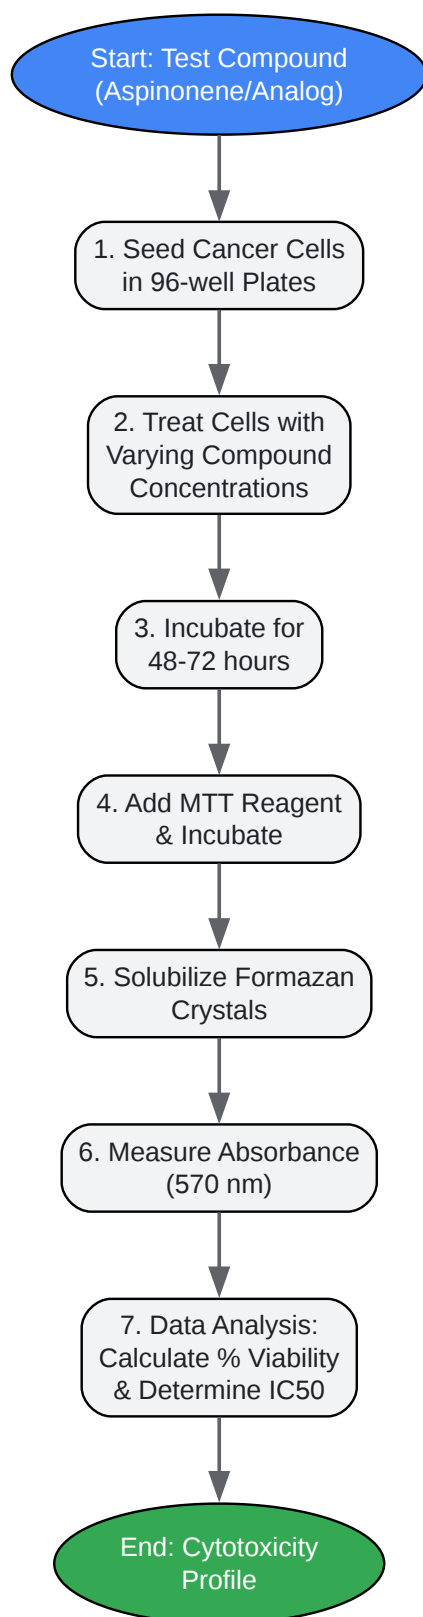 Start: Test Compound
(Aspinonene/Analog)
1. Seed Cancer Cells
in 96-well Plates
2. Treat Cells with
Varying Compound
Concentrations
3. Incubate for
48-72 hours
4. Add MTT Reagent
& Incubate
5. Solubilize Formazan
Crystals
6. Measure Absorbance
(570 nm)
7. Data Analysis:
Calculate % Viability
& Determine IC50
End: Cytotoxicity
Profile